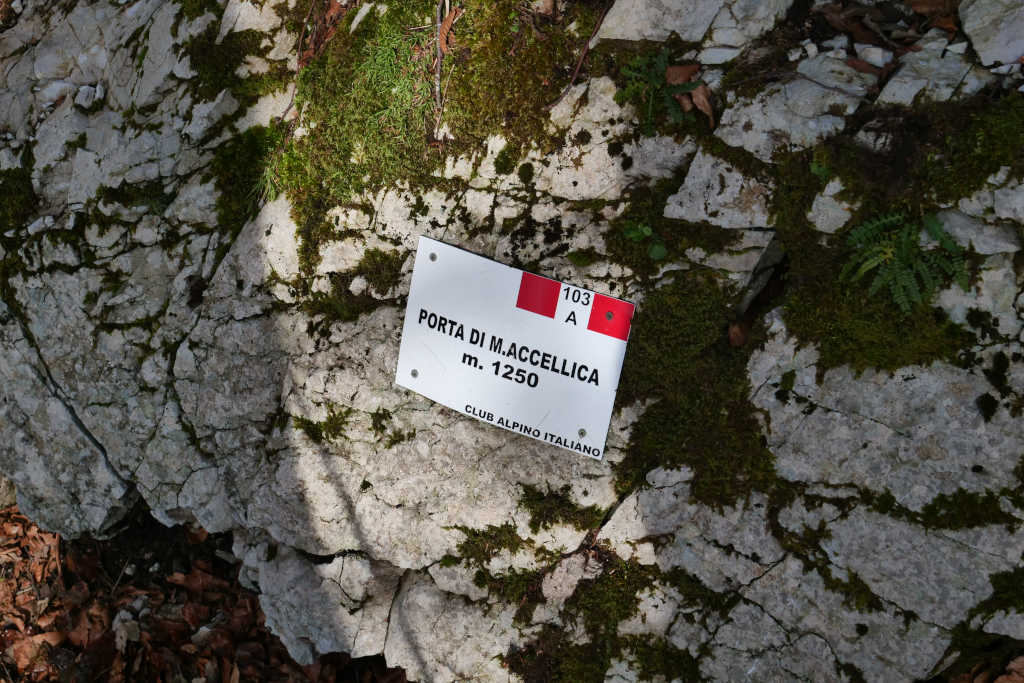 103
A
PORTA DI M.ACCELLICA
m. 1250
CLUB ALPINO ITALIANO